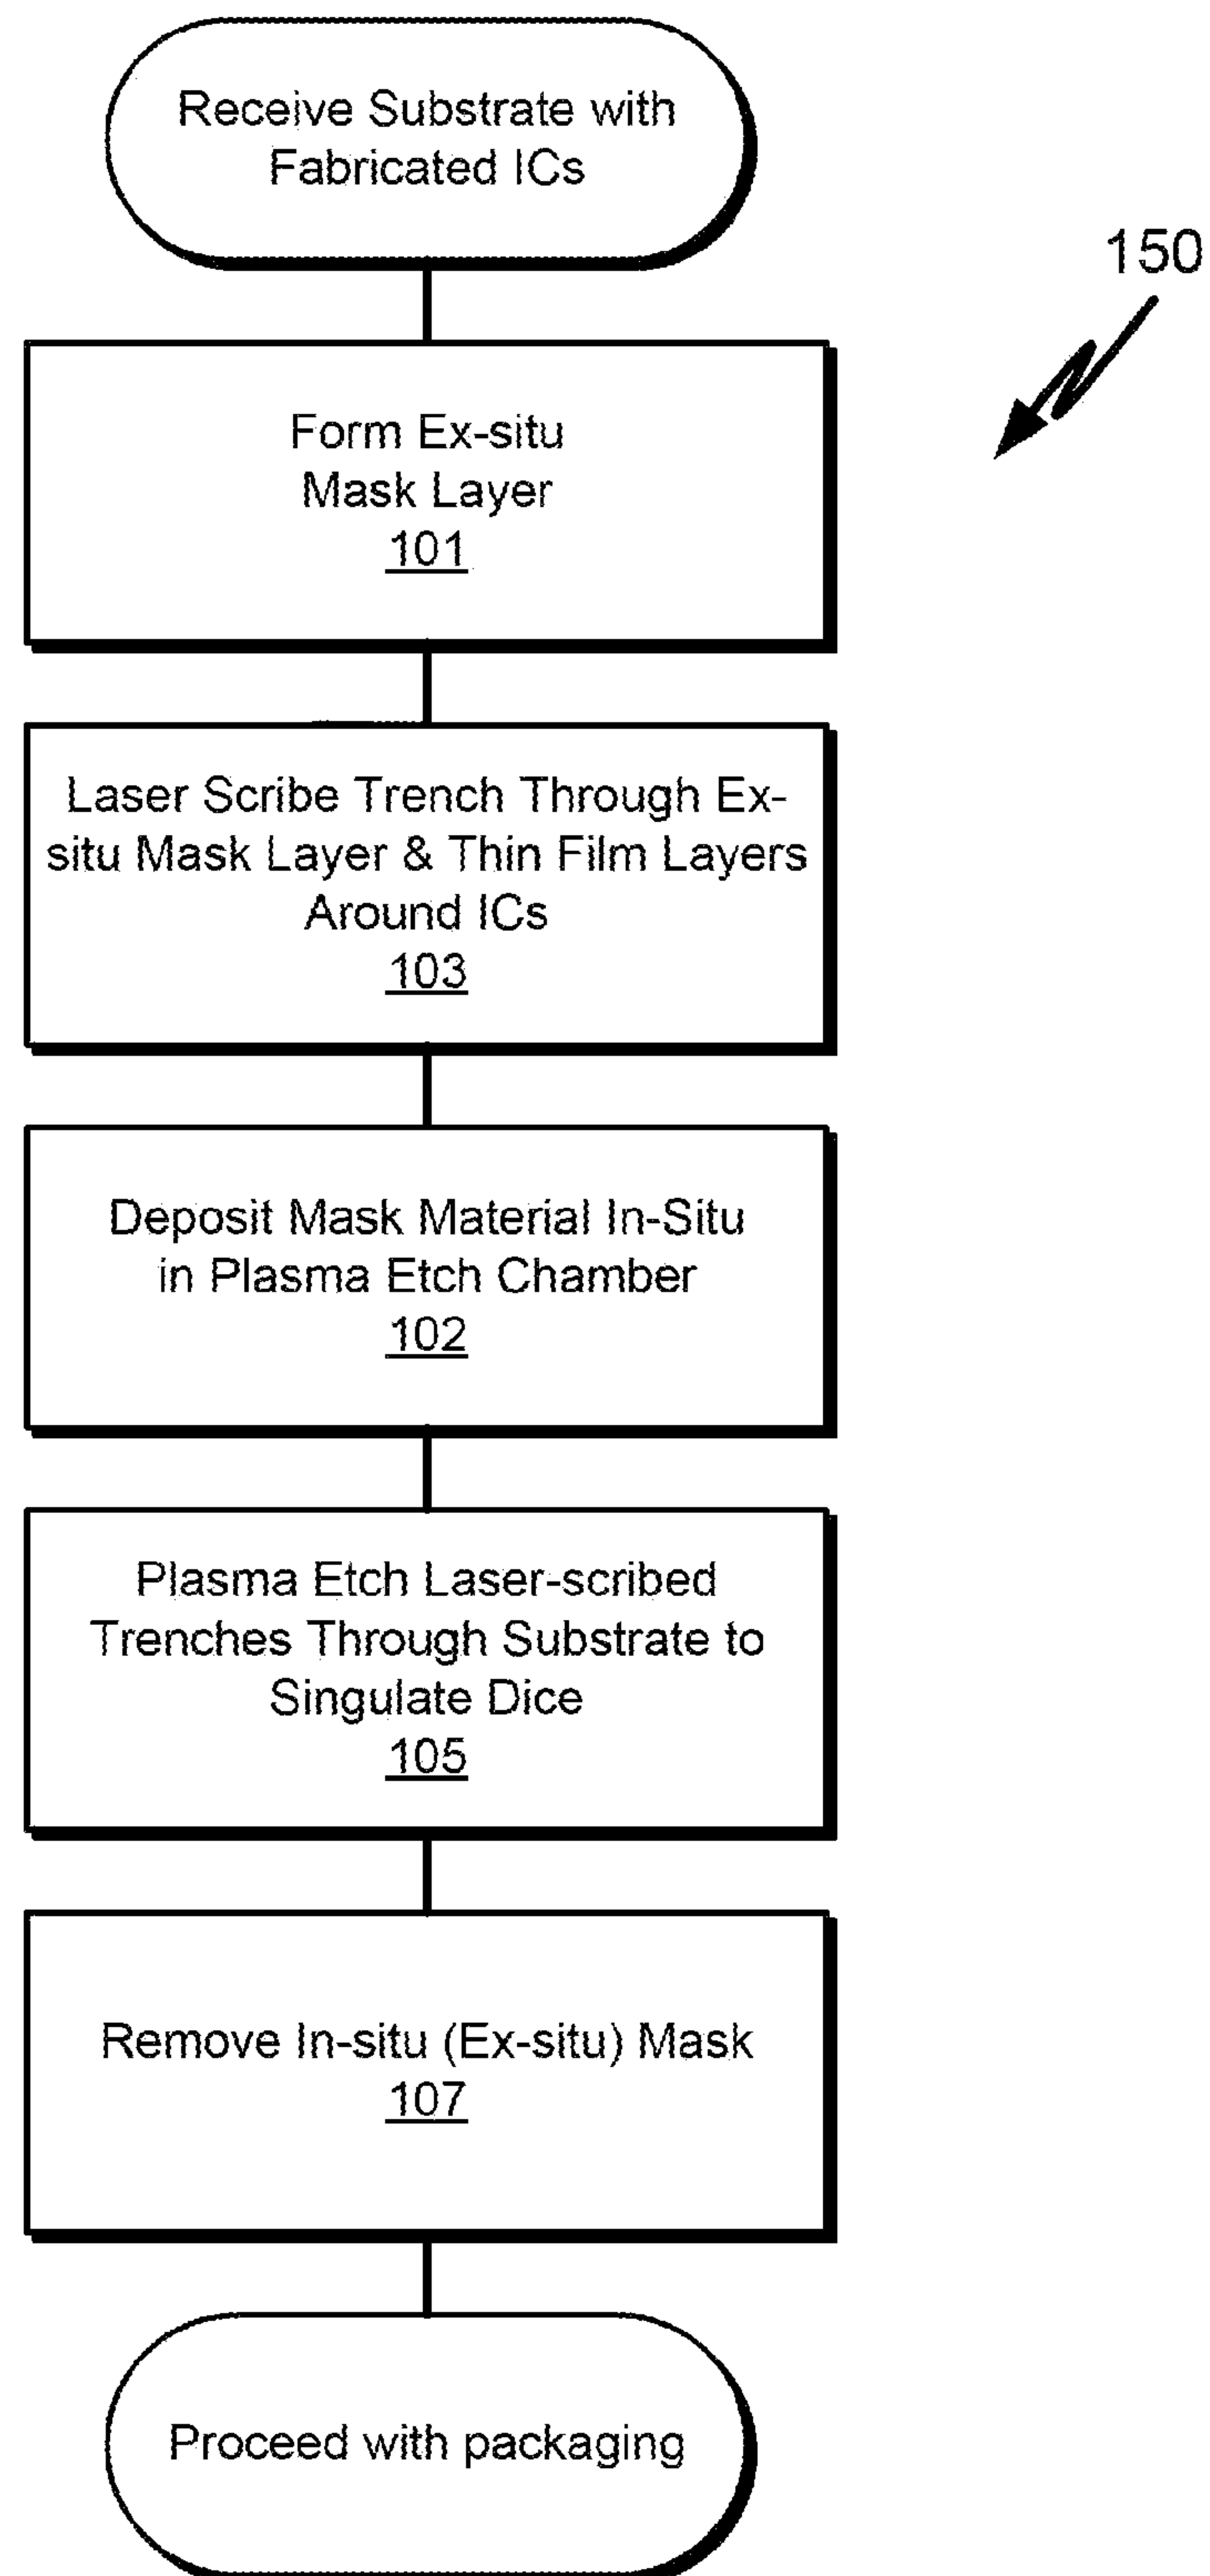 Receive Substrate with
Fabricated ICs
150
Form Ex-situ
Mask Layer
101
Laser Scribe Trench Through Ex-
situ Mask Layer & Thin Film Layers
Around ICs
103
Deposit Mask Material In-Situ
in Plasma Etch Chamber
102
Plasma Etch Laser-scribed
Trenches Through Substrate to
Singulate Dice
105
Remove In-situ (Ex-situ) Mask
107
Proceed with packaging